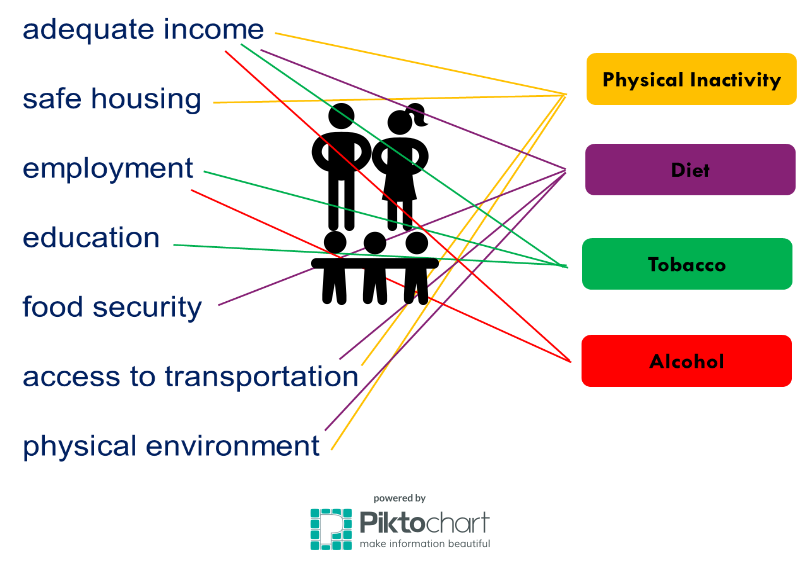 adequate income
safe housing
employment
education
food security
access to transportation
physical environment
Physical Inactivity
Diet
Tobacco
Alcohol
powered by
Piktochart
make information beautiful